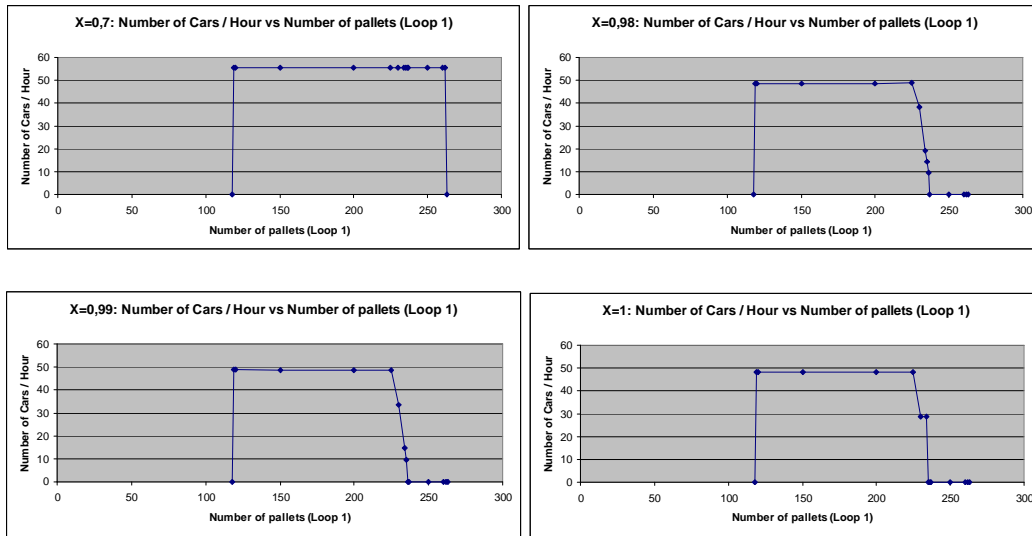 X=0,7: Number of Cars / Hour vs Number of pallets (Loop 1)
Number of Cars / Hour
60
50
40
30
20
10
0
0 50 100 150 200 250 300
Number of pallets (Loop 1)
X=0,98: Number of Cars / Hour vs Number of pallets (Loop 1)
Number of Cars / Hour
60
50
40
30
20
10
0
0 50 100 150 200 250 300
Number of pallets (Loop 1)
X=0,99: Number of Cars / Hour vs Number of pallets (Loop 1)
Number of Cars / Hour
60
50
40
30
20
10
0
0 50 100 150 200 250 300
Number of pallets (Loop 1)
X=1: Number of Cars / Hour vs Number of pallets (Loop 1)
Number of Cars / Hour
60
50
40
30
20
10
0
0 50 100 150 200 250 300
Number of pallets (Loop 1)